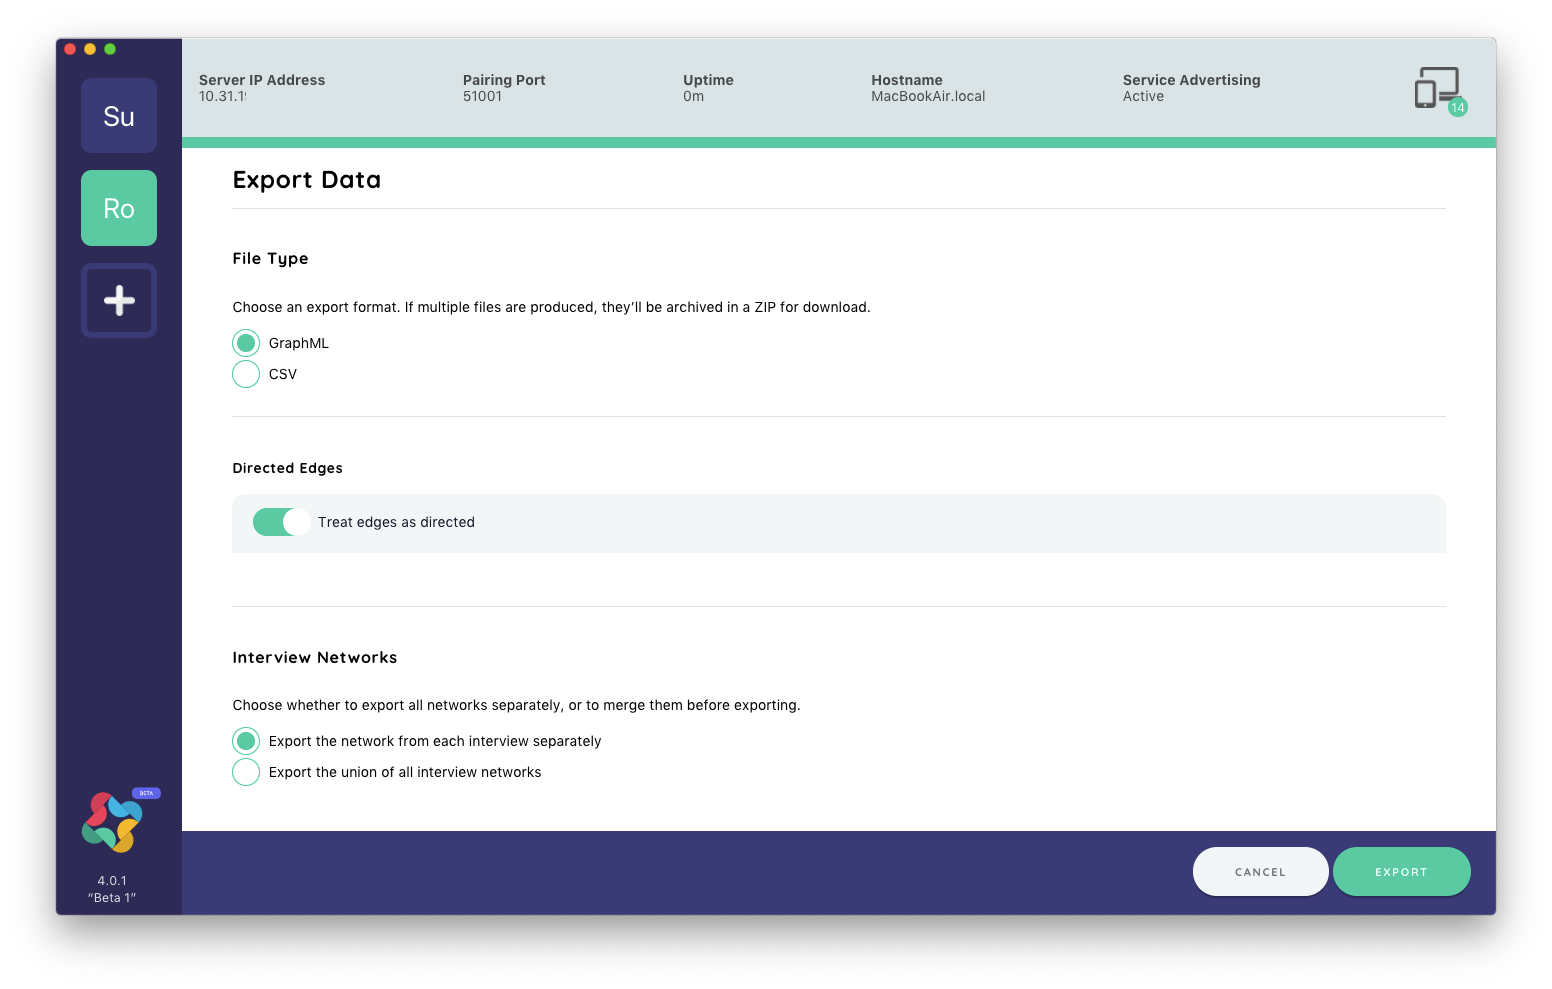 Su
Ro
BETA
4.0.1
“Beta 1”
Server IP Address
Pairing Port
Uptime
Hostname
Service Advertising
10.31.1
51001
0m
MacBookAir.local
Active
14
Export Data
File Type
Choose an export format. If multiple files are produced, they’ll be archived in a ZIP for download.
GraphML
CSV
Directed Edges
Treat edges as directed
Interview Networks
Choose whether to export all networks separately, or to merge them before exporting.
Export the network from each interview separately
Export the union of all interview networks
CANCEL
EXPORT